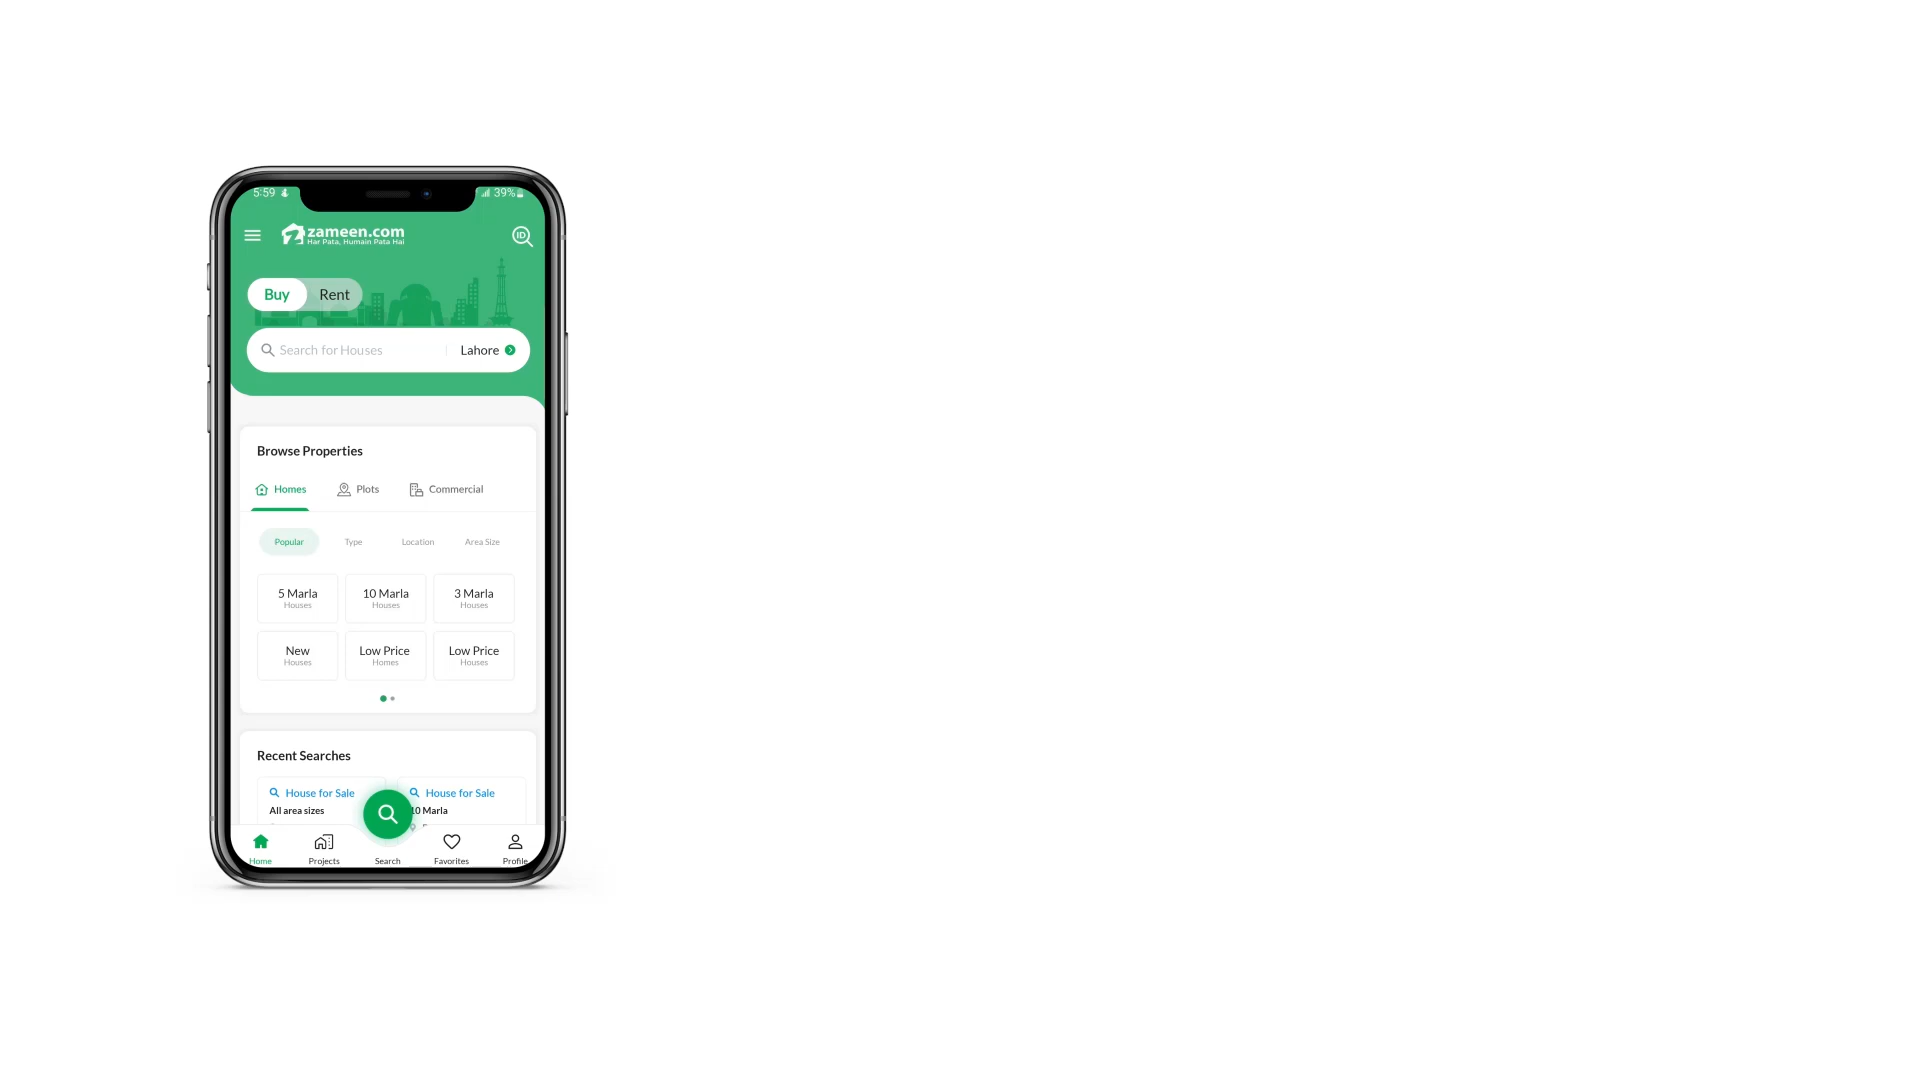 5:59
39%
zameen.com
Har Pata, Humain Pata Hai
ID
Buy Rent
Search for Houses Lahore
Browse Properties
Homes Plots Commercial
Popular Type Location Area Size
5 Marla 10 Marla 3 Marla
Houses Houses Houses
New Low Price Low Price
Houses Homes Houses
Recent Searches
House for Sale House for Sale
All area sizes 10 Marla
Home Projects Search Favorites Profile